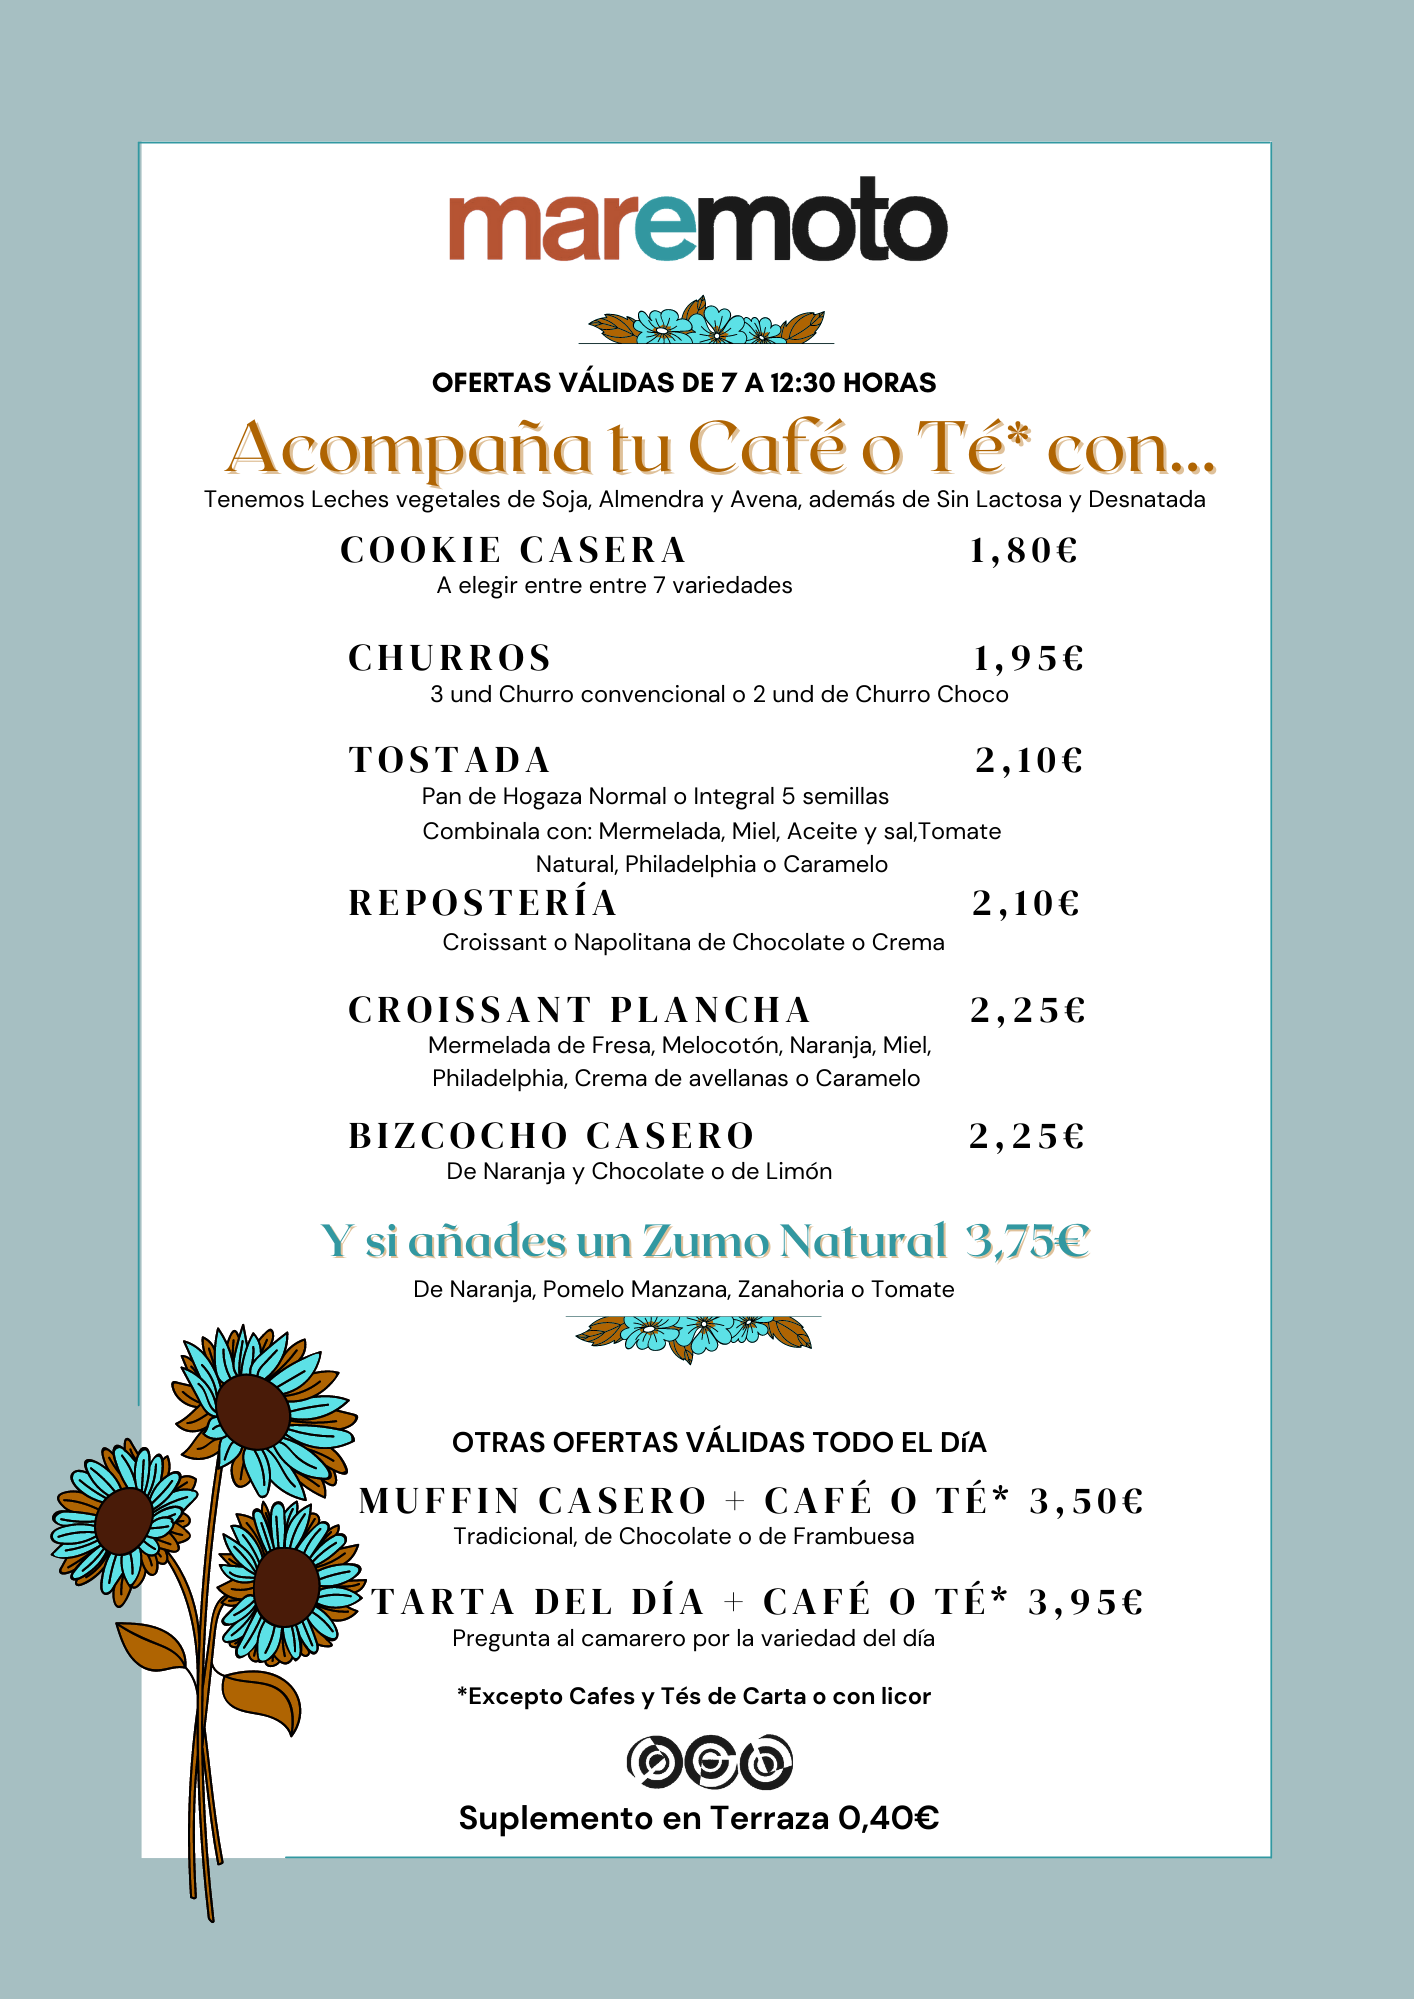 maremoto
OFERTAS VÁLIDAS DE 7 A 12:30 HORAS
Acompaña tu Café o Té* con...
Tenemos Leches vegetales de Soja, Almendra y Avena, además de Sin Lactosa y Desnatada
COOKIE CASERA 1,80€
A elegir entre entre 7 variedades
CHURROS 1,95€
3 und Churro convencional o 2 und de Churro Choco
TOSTADA 2,10€
Pan de Hogaza Normal o Integral 5 semillas
Combinala con: Mermelada, Miel, Aceite y sal,Tomate
Natural, Philadelphia o Caramelo
REPOSTERÍA 2,10€
Croissant o Napolitana de Chocolate o Crema
CROISSANT PLANCHA 2,25€
Mermelada de Fresa, Melocotón, Naranja, Miel,
Philadelphia, Crema de avellanas o Caramelo
BIZCOCHO CASERO 2,25€
De Naranja y Chocolate o de Limón
Y si añades un Zumo Natural 3,75€
De Naranja, Pomelo Manzana, Zanahoria o Tomate
OTRAS OFERTAS VÁLIDAS TODO EL DíA
MUFFIN CASERO + CAFÉ O TÉ* 3,50€
Tradicional, de Chocolate o de Frambuesa
TARTA DEL DÍA + CAFÉ O TÉ* 3,95€
Pregunta al camarero por la variedad del día
*Excepto Cafes y Tés de Carta o con licor
Suplemento en Terraza 0,40€